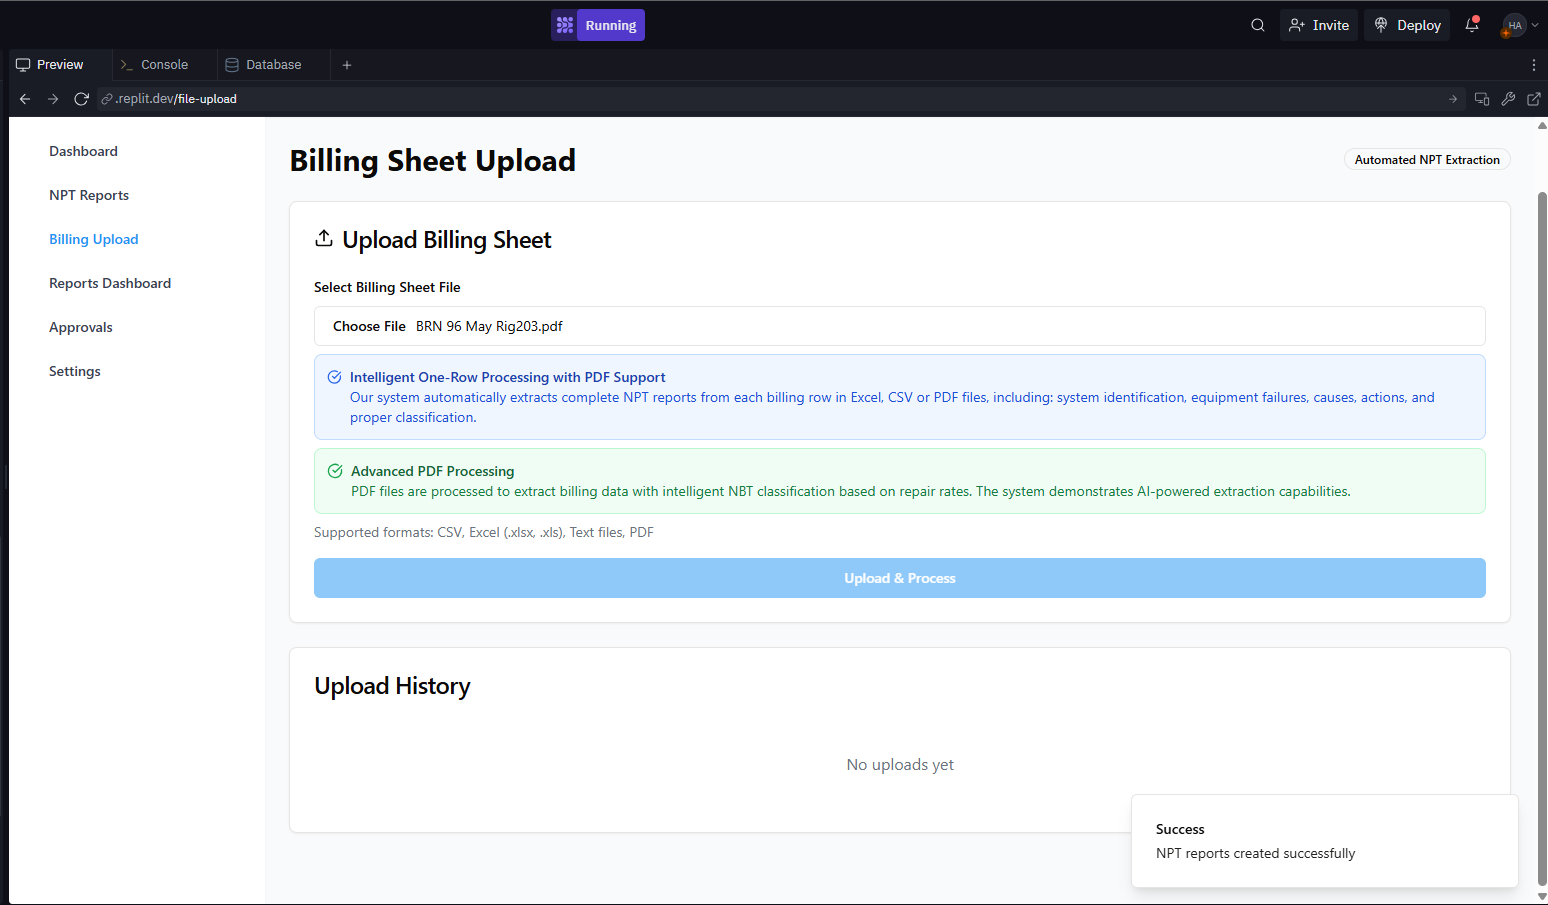 Running
Invite
Deploy
HA
Preview
Console
Database
.replit.dev/file-upload
Dashboard
NPT Reports
Billing Upload
Reports Dashboard
Approvals
Settings
Billing Sheet Upload
Automated NPT Extraction
Upload Billing Sheet
Select Billing Sheet File
Choose File BRN 96 May Rig203.pdf
Intelligent One-Row Processing with PDF Support
Our system automatically extracts complete NPT reports from each billing row in Excel, CSV or PDF files, including: system identification, equipment failures, causes, actions, and
proper classification.
Advanced PDF Processing
PDF files are processed to extract billing data with intelligent NBT classification based on repair rates. The system demonstrates AI-powered extraction capabilities.
Supported formats: CSV, Excel (.xlsx, .xls), Text files, PDF
Upload & Process
Upload History
No uploads yet
Success
NPT reports created successfully